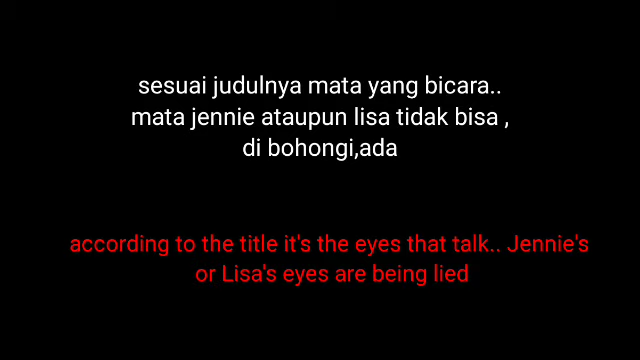 sesuai judulnya mata yang bicara..
mata jennie ataupun lisa tidak bisa ,
di bohongi,ada
according to the title it's the eyes that talk.. Jennie's
or Lisa's eyes are being lied